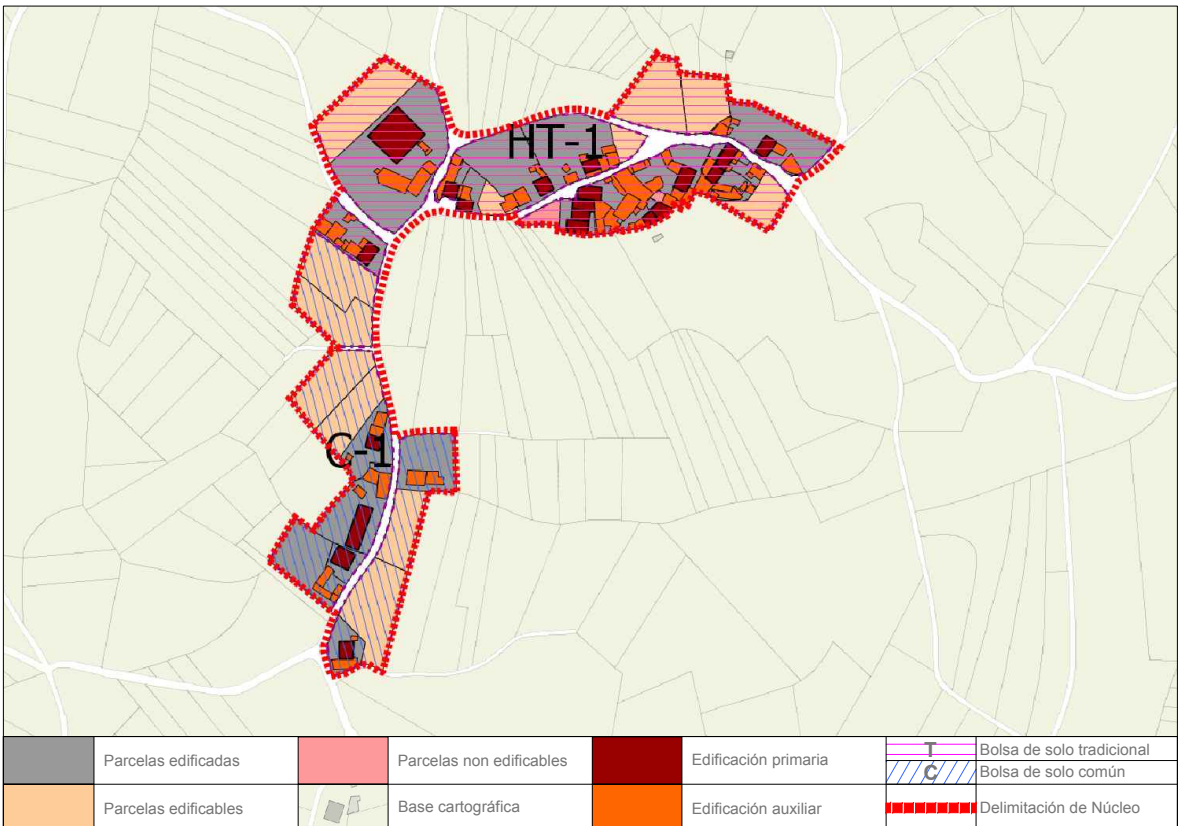 HT-1
C-1
Parcelas edificadas
Parcelas non edificables
Edificación primaria
T
Bolsa de solo tradicional
C
Bolsa de solo común
Parcelas edificables
Base cartográfica
Edificación auxiliar
Delimitación de Núcleo